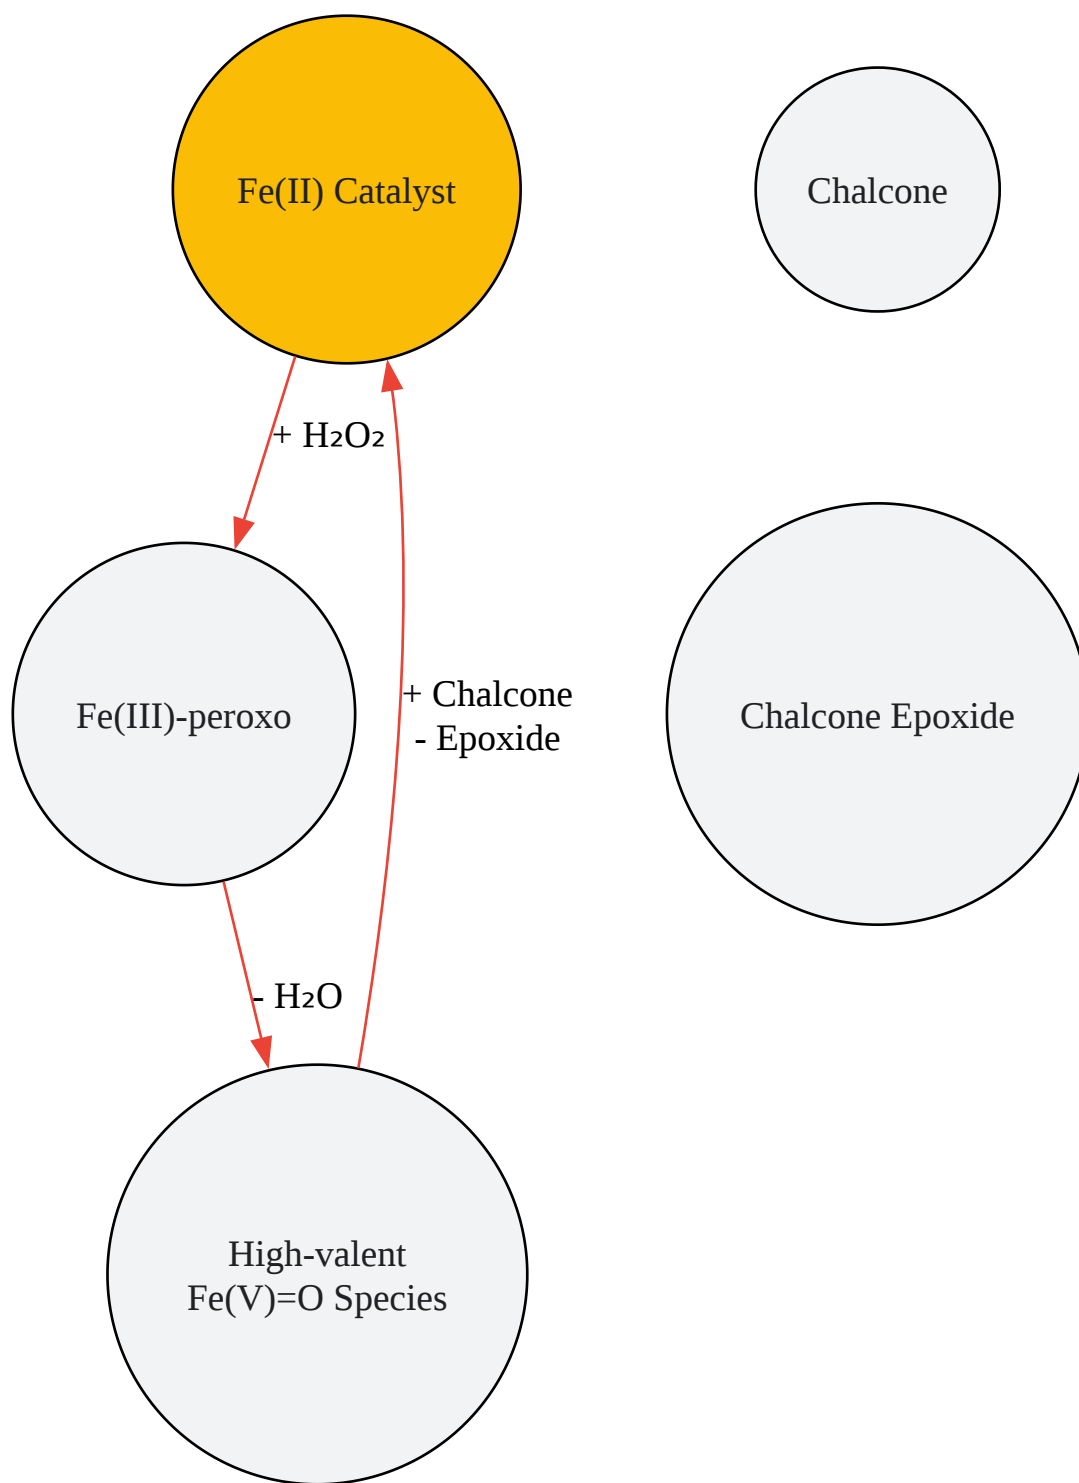 Fe(II) Catalyst
Chalcone
+ H₂O₂
Fe(III)-peroxo
+ Chalcone
- Epoxide
Chalcone Epoxide
- H₂O
High-valent
Fe(V)=O Species